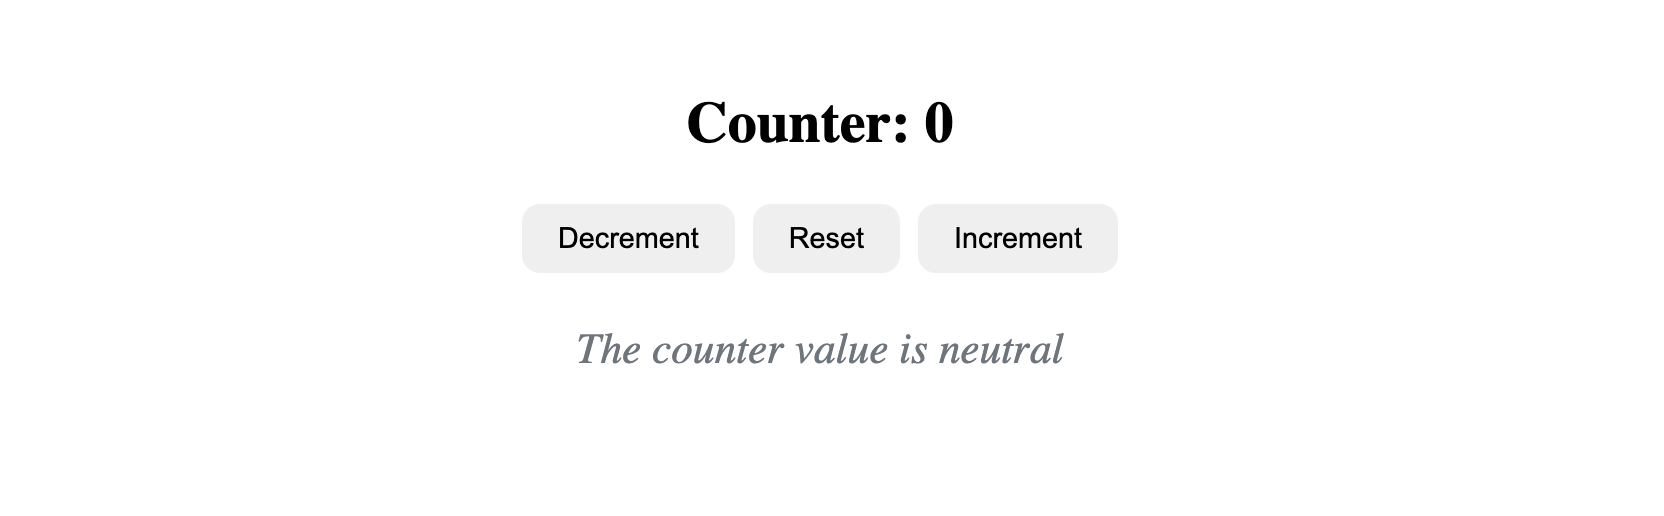 Counter: 0
Decrement Reset Increment
The counter value is neutral